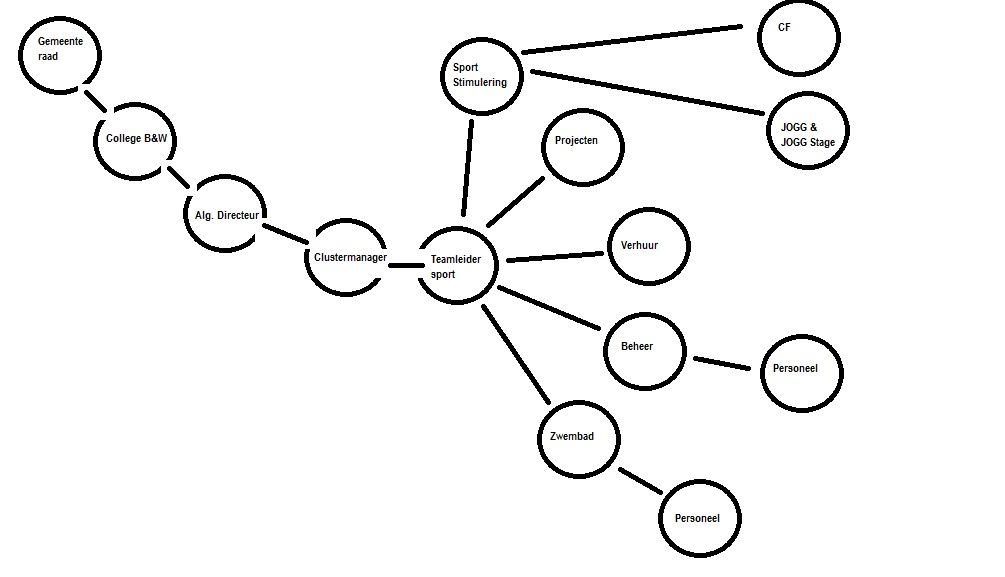 Gemeente
raad
College B&W
Alg. Directeur
Clustermanager
Teamleider
sport
Sport
Stimulering
CF
JOGG &
JOGG Stage
Projecten
Verhuur
Beheer
Personeel
Zwembad
Personeel